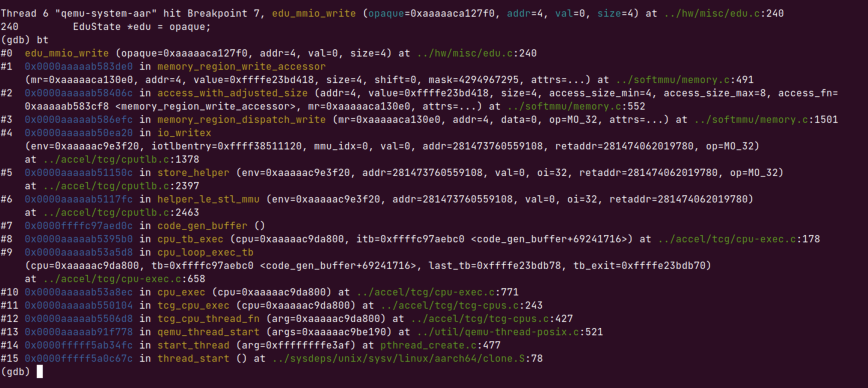 Thread 6 "qemu-system-aar" hit Breakpoint 7, edu_mmio_write (opaque=0xaaaaaca127f0, addr=4, val=0, size=4) at ../hw/misc/edu.c:240
240 EduState *edu = opaque;
(gdb) bt
#0 edu_mmio_write (opaque=0xaaaaaca127f0, addr=4, val=0, size=4) at ../hw/misc/edu.c:240
#1 0x0000aaaaab583de0 in memory_region_write_accessor
(mr=0xaaaaaca130e0, addr=4, value=0xffffe23bd418, size=4, shift=0, mask=4294967295, attrs=...) at ../softmmu/memory.c:491
#2 0x0000aaaaab58406c in access_with_adjusted_size (addr=4, value=0xffffe23bd418, size=4, access_size_min=4, access_size_max=8, access_fn=
0xaaaaab583cf8 <memory_region_write_accessor>, mr=0xaaaaaca130e0, attrs=...) at ../softmmu/memory.c:552
#3 0x0000aaaaab586efc in memory_region_dispatch_write (mr=0xaaaaaca130e0, addr=4, data=0, op=MO_32, attrs=...) at ../softmmu/memory.c:1501
#4 0x0000aaaaab50ea20 in io_writex
(env=0xaaaaac9e3f20, iotlbentry=0xffff38511120, mmu_idx=0, val=0, addr=281473760559108, retaddr=281474062019780, op=MO_32)
at ../accel/tcg/cputlb.c:1378
#5 0x0000aaaaab51150c in store_helper (env=0xaaaaac9e3f20, addr=281473760559108, val=0, oi=32, retaddr=281474062019780, op=MO_32)
at ../accel/tcg/cputlb.c:2397
#6 0x0000aaaaab5117fc in helper_le_stl_mmu (env=0xaaaaac9e3f20, addr=281473760559108, val=0, oi=32, retaddr=281474062019780)
at ../accel/tcg/cputlb.c:2463
#7 0x0000ffffc97aed0c in code_gen_buffer ()
#8 0x0000aaaaab5395b0 in cpu_tb_exec (cpu=0xaaaaac9da800, itb=0xffffc97aebc0 <code_gen_buffer+69241716>) at ../accel/tcg/cpu-exec.c:178
#9 0x0000aaaaab53a5d8 in cpu_loop_exec_tb
(cpu=0xaaaaac9da800, tb=0xffffc97aebc0 <code_gen_buffer+69241716>, last_tb=0xffffe23bdb78, tb_exit=0xffffe23bdb70)
at ../accel/tcg/cpu-exec.c:658
#10 0x0000aaaaab53a8ec in cpu_exec (cpu=0xaaaaac9da800) at ../accel/tcg/cpu-exec.c:771
#11 0x0000aaaaab550104 in tcg_cpu_exec (cpu=0xaaaaac9da800) at ../accel/tcg/tcg-cpus.c:243
#12 0x0000aaaaab5506d8 in tcg_cpu_thread_fn (arg=0xaaaaac9da800) at ../accel/tcg/tcg-cpus.c:427
#13 0x0000aaaaab91f778 in qemu_thread_start (args=0xaaaaac9be190) at ../util/qemu-thread-posix.c:521
#14 0x0000fffff5ab34fc in start_thread (arg=0xffffffffe3af) at pthread_create.c:477
#15 0x0000fffff5a0c67c in thread_start () at ../sysdeps/unix/sysv/linux/aarch64/clone.S:78
(gdb)